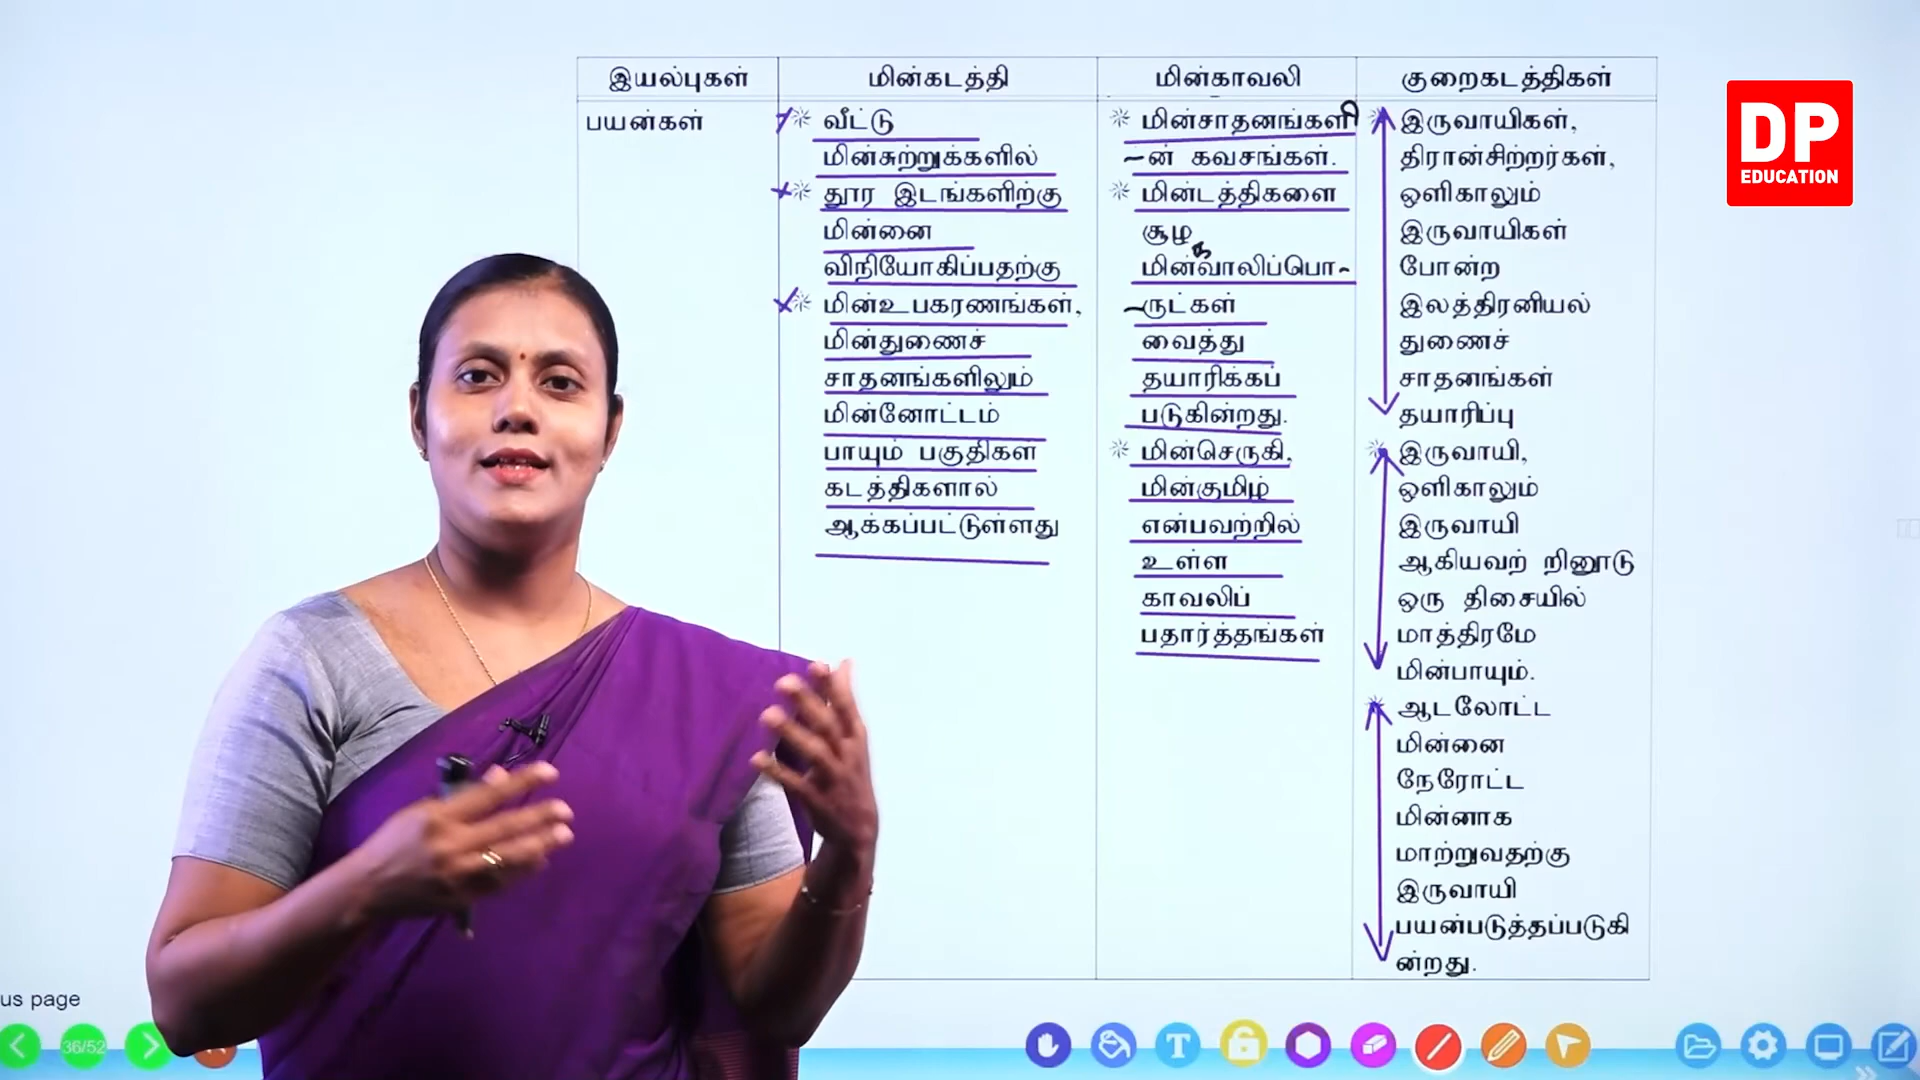 இயல்புகள்
மின்கடத்தி
மின்காவலி
குறைகடத்திகள்
பயன்கள்
வீட்டு
மின்சுற்றுக்களில்
தூர இடங்களிற்கு
மின்னை
விநியோகிப்பதற்கு
மின்உபகரணங்கள்,
மின்துணைச்
சாதனங்களிலும்
மின்னோட்டம்
பாயும் பகுதிகள
கடத்திகளால்
ஆக்கப்பட்டுள்ளது
மின்சாதனங்களி
ன் கவசங்கள்.
மின்டத்திகளை
சூழ
மின்வாலிப்பொ
ருட்கள்
வைத்து
தயாரிக்கப்
படுகின்றது.
மின்செருகி,
மின்குமிழ்
என்பவற்றில்
உள்ள
காவலிப்
பதார்த்தங்கள்
இருவாயிகள்,
திரான்சிற்றர்கள்,
ஒளிகாலும்
இருவாயிகள்
போன்ற
இலத்திரனியல்
துணைச்
சாதனங்கள்
தயாரிப்பு
இருவாயி,
ஒளிகாலும்
இருவாயி
ஆகியவற் றினூடு
ஒரு திசையில்
மாத்திரமே
மின்பாயும்.
ஆடலோட்ட
மின்னை
நேரோட்ட
மின்னாக
மாற்றுவதற்கு
இருவாயி
பயன்படுத்தப்படுகி
ன்றது.
DP
EDUCATION
us page
36/52
T